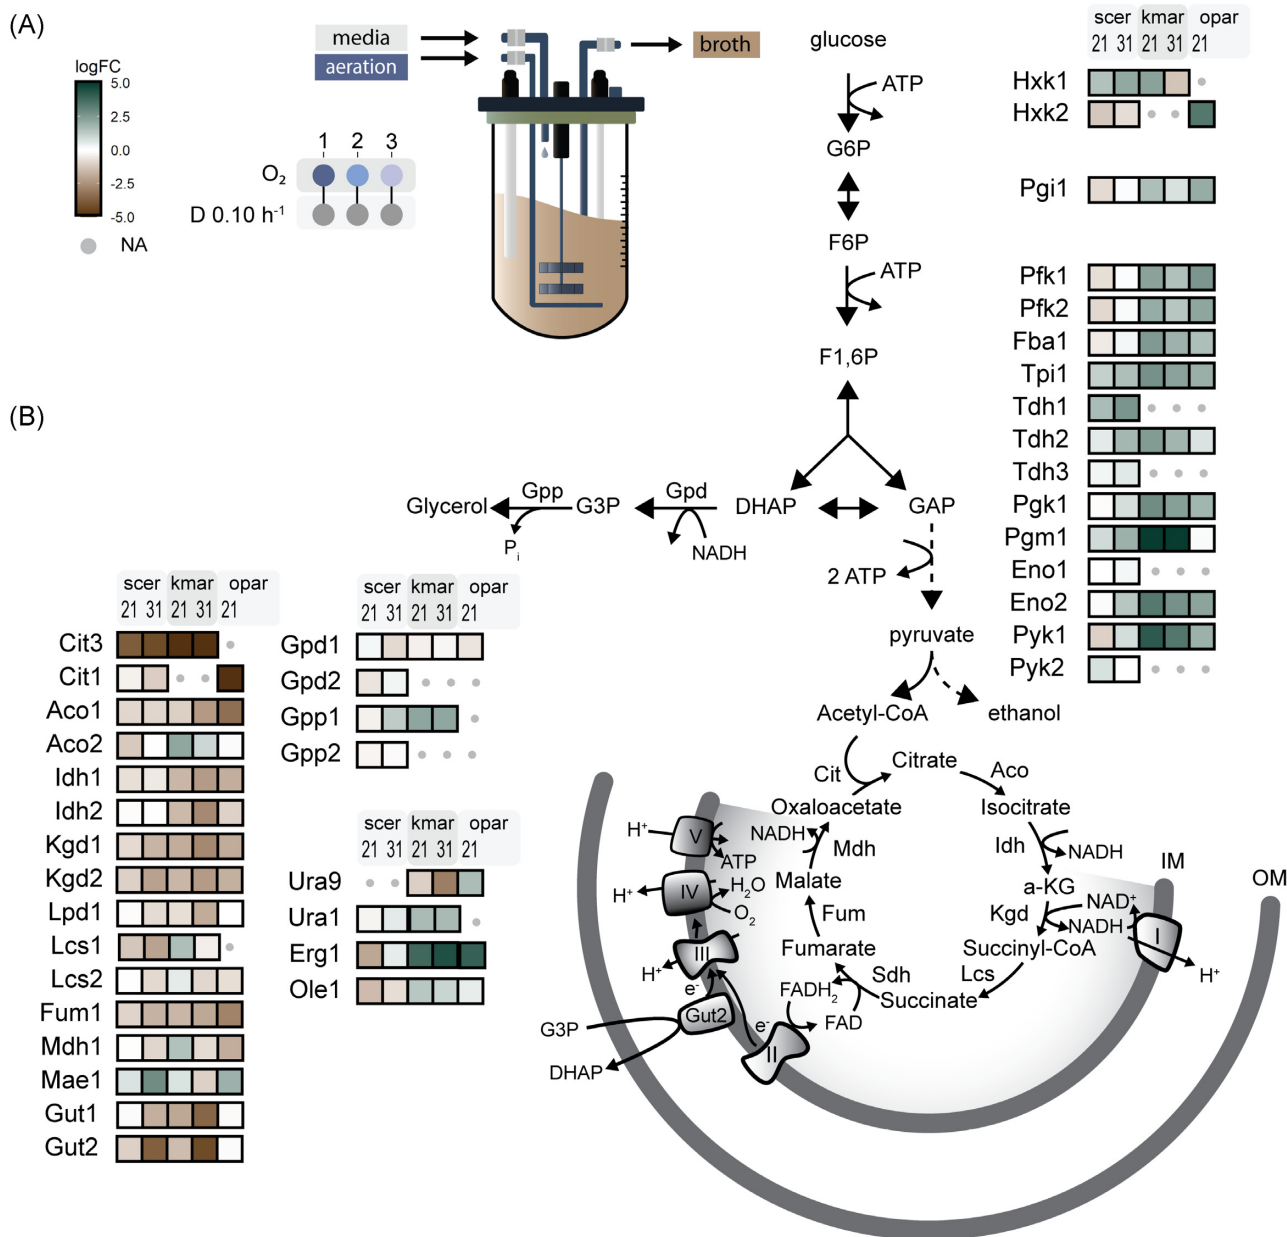 (A)
logFC
5.0
2.5
0.0
-2.5
-5.0
NA
media
aeration
broth
1 2 3
O₂
D 0.10 h⁻¹
glucose
ATP
G6P
F6P
ATP
F1,6P
DHAP
GAP
2 ATP
pyruvate
Acetyl-CoA
ethanol
scer kmar opar
21 31 21 31 21
Hxk1
Hxk2
Pgi1
Pfk1
Pfk2
Fba1
Tpi1
Tdh1
Tdh2
Tdh3
Pgk1
Pgm1
Eno1
Eno2
Pyk1
Pyk2
(B)
Glycerol
Gpp
G3P
Gpd
Pᵢ
NADH
scer kmar opar
21 31 21 31 21
Cit3
Cit1
Aco1
Aco2
Idh1
Idh2
Kgd1
Kgd2
Lpd1
Lcs1
Lcs2
Fum1
Mdh1
Mae1
Gut1
Gut2
scer kmar opar
21 31 21 31 21
Gpd1
Gpd2
Gpp1
Gpp2
scer kmar opar
21 31 21 31 21
Ura9
Ura1
Erg1
Ole1
Cit
Citrate
Aco
Oxaloacetate
Isocitrate
H⁺
V
ATP
NADH
Mdh
Idh
NADH
IM
OM
H⁺
IV
H₂O
O₂
Malate
Fum
a-KG
Kgd
NAD⁺
NADH
I
H⁺
III
H⁺
Fumarate
Succinyl-CoA
Lcs
Sdh
Succinate
e⁻
FADH₂
FAD
G3P
Gut2
e⁻
II
DHAP